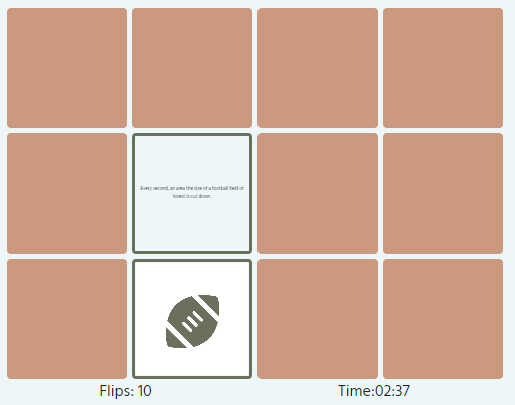 Every second, an area the size of a football field of
forest is cut down.
Flips: 10
Time:02:37